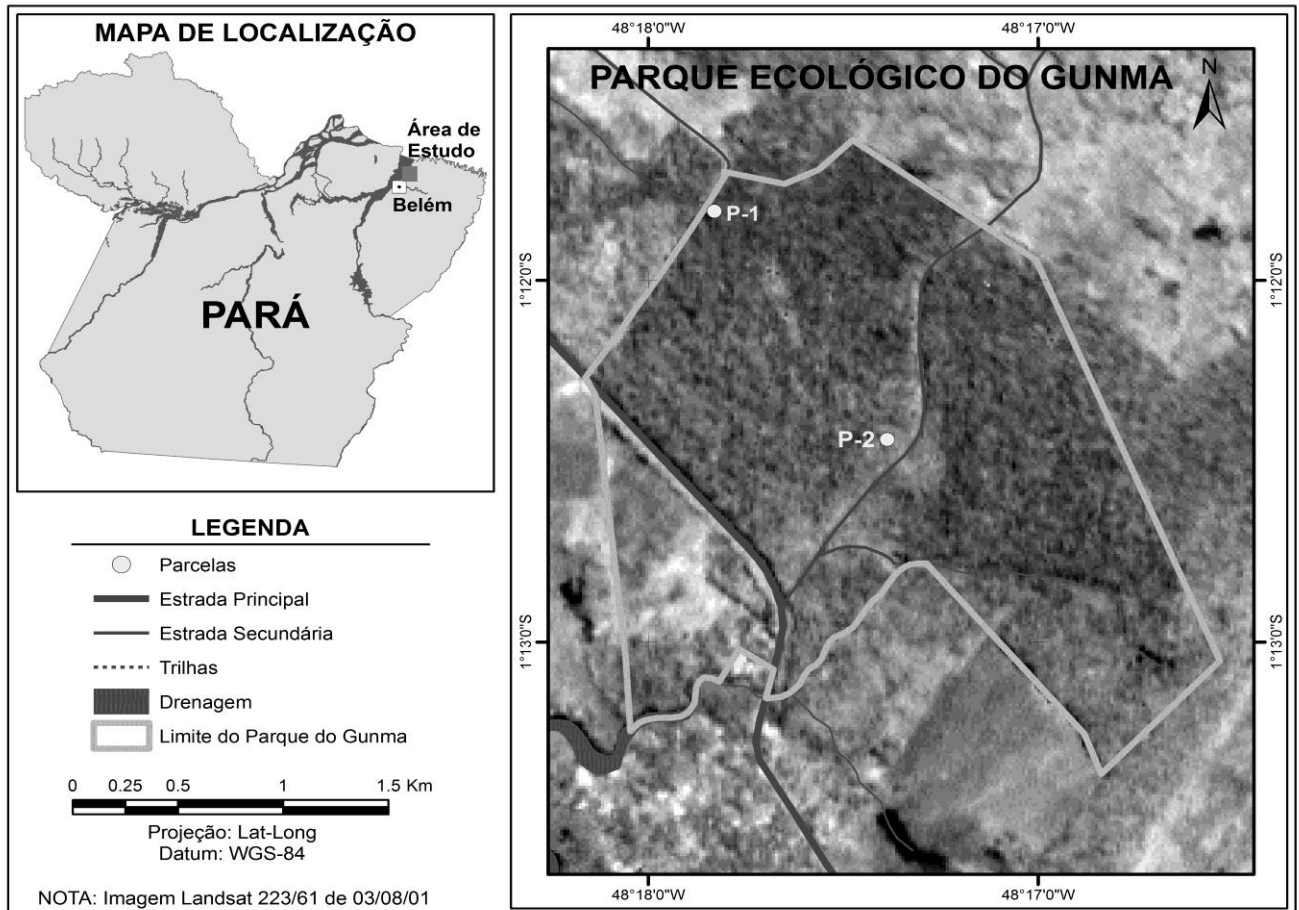 MAPA DE LOCALIZAÇÃO
Área de
Estudo
Belém
PARÁ
LEGENDA
Parcelas
Estrada Principal
Estrada Secundária
Trilhas
Drenagem
Limite do Parque do Gunma
0 0.25 0.5 1 1.5 Km
Projeção: Lat-Long
Datum: WGS-84
NOTA: Imagem Landsat 223/61 de 03/08/01
48°18'0"W 48°17'0"W
PARQUE ECOLÓGICO DO GUNMA
N
P-1
1°12'0"S 1°12'0"S
P-2
1°13'0"S 1°13'0"S
48°18'0"W 48°17'0"W